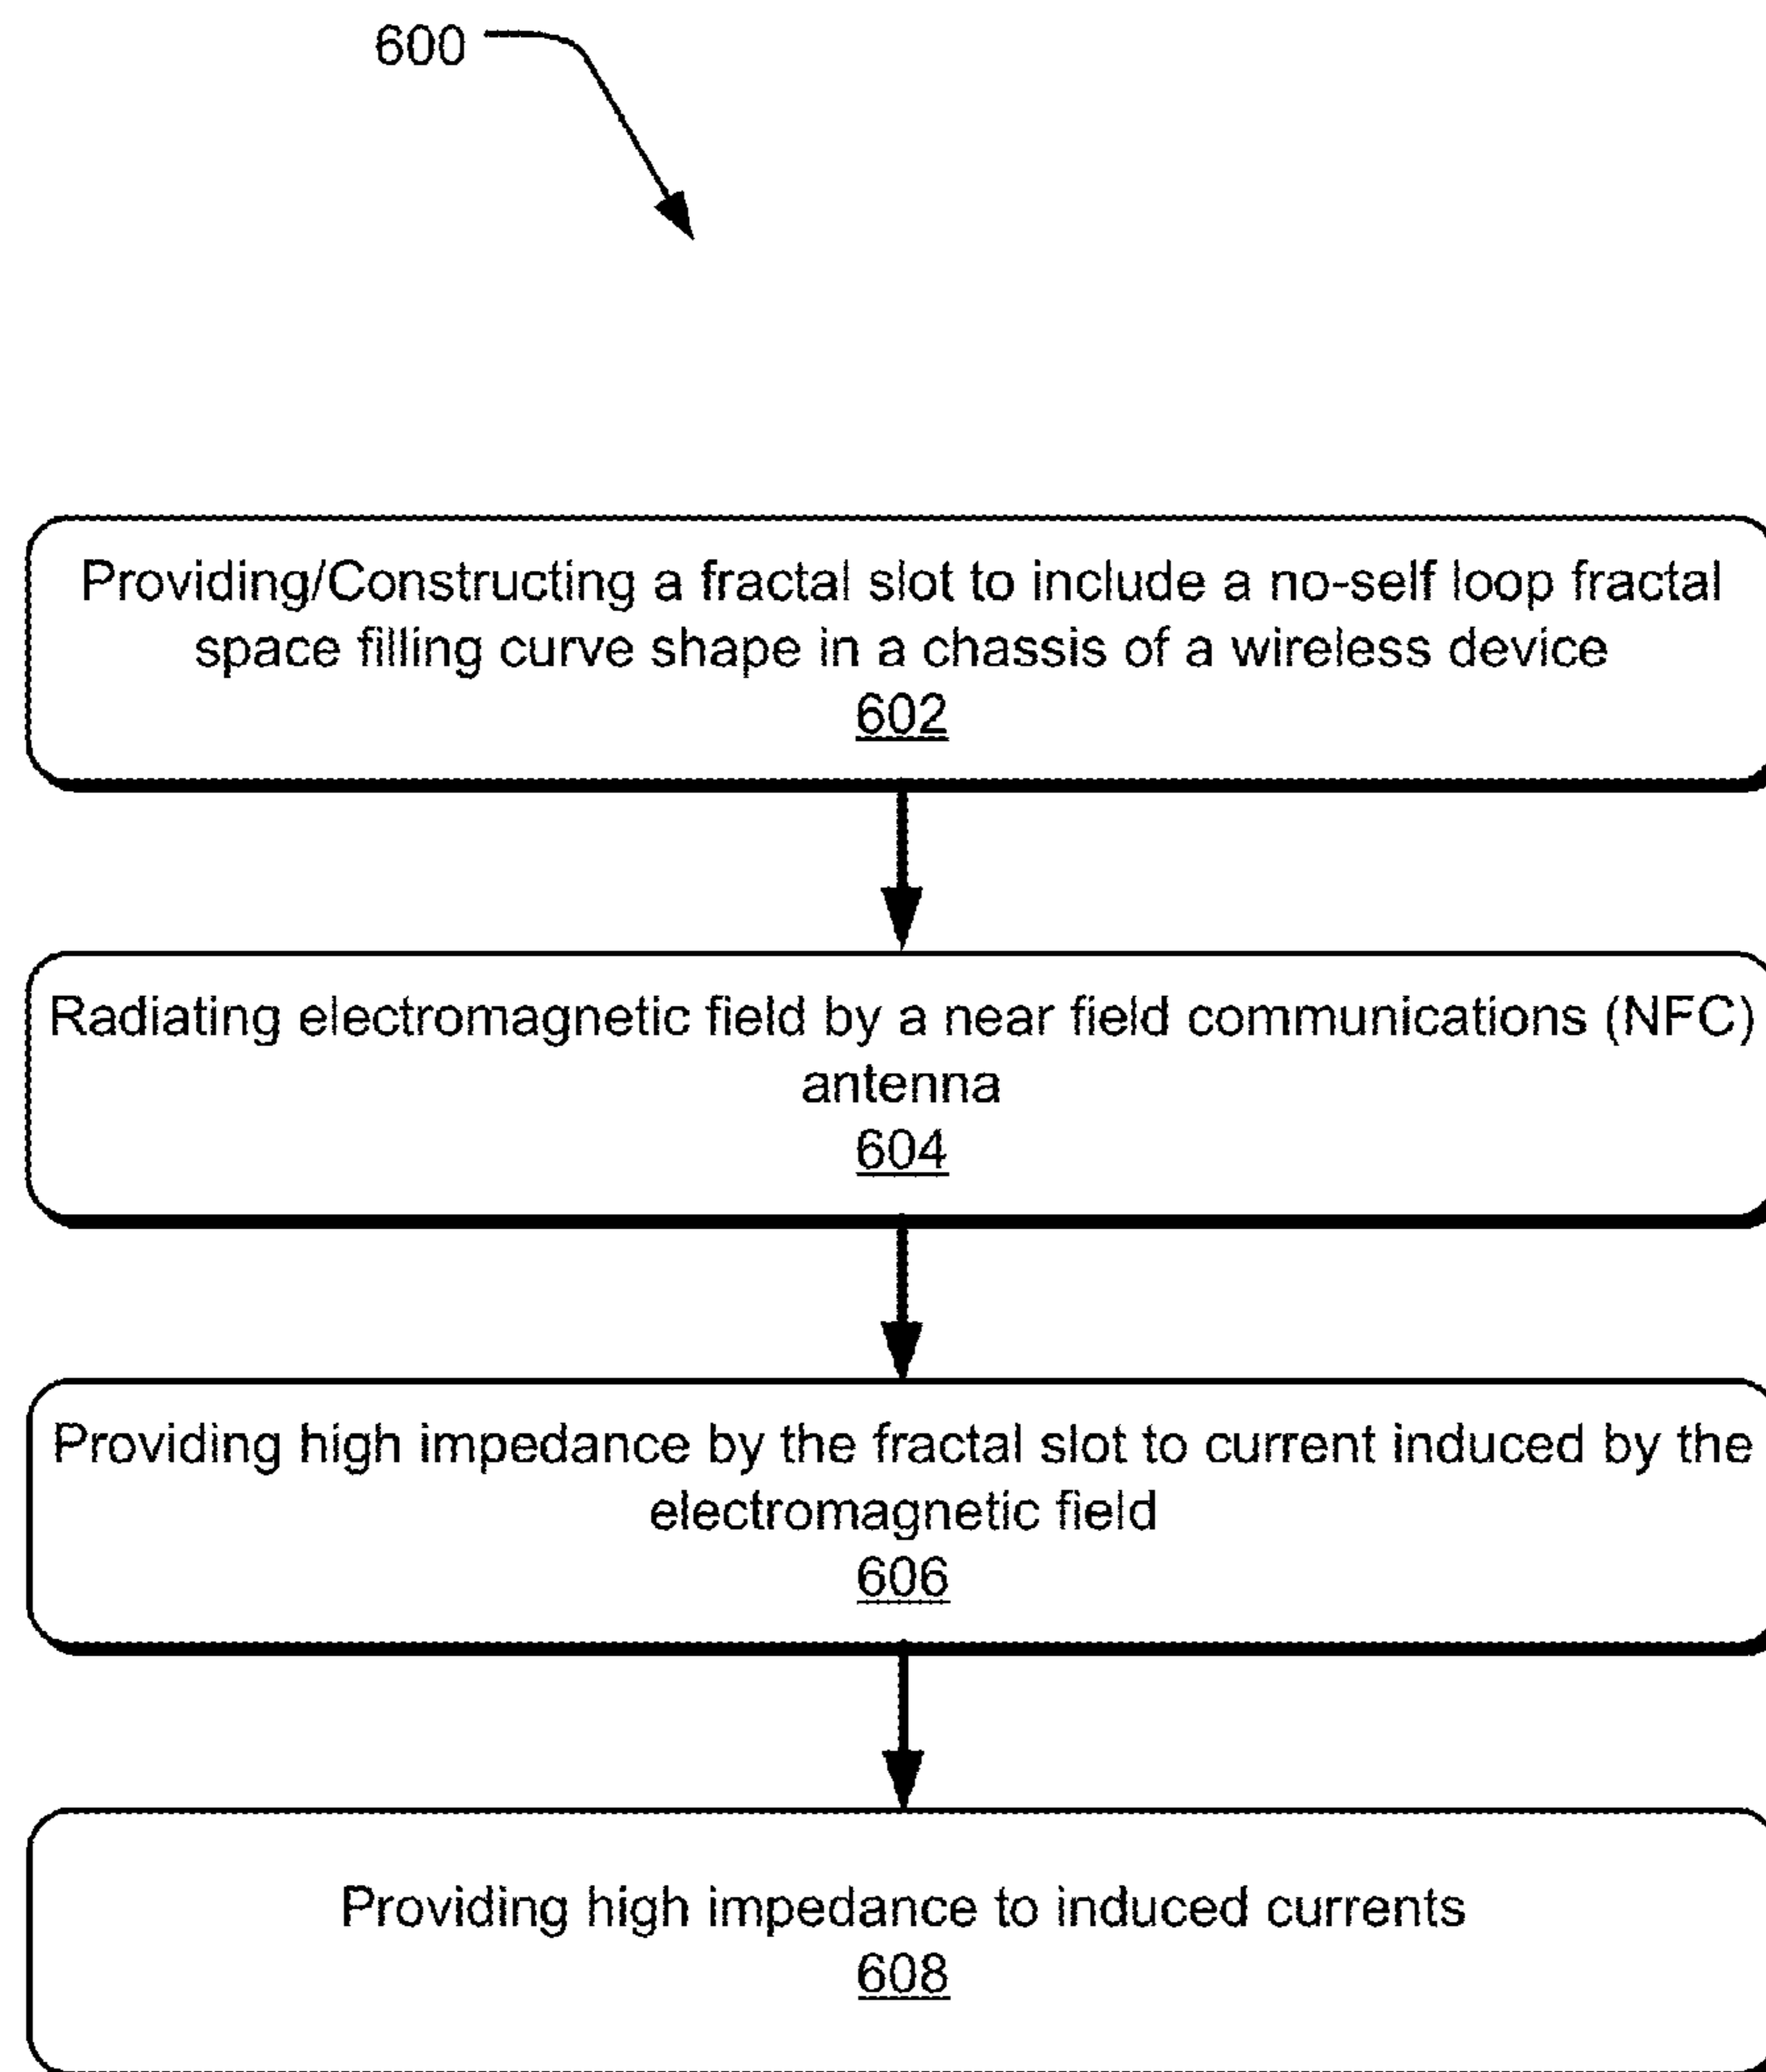 600
Providing/Constructing a fractal slot to include a no-self loop fractal
space filling curve shape in a chassis of a wireless device
602
Radiating electromagnetic field by a near field communications (NFC)
antenna
604
Providing high impedance by the fractal slot to current induced by the
electromagnetic field
606
Providing high impedance to induced currents
608